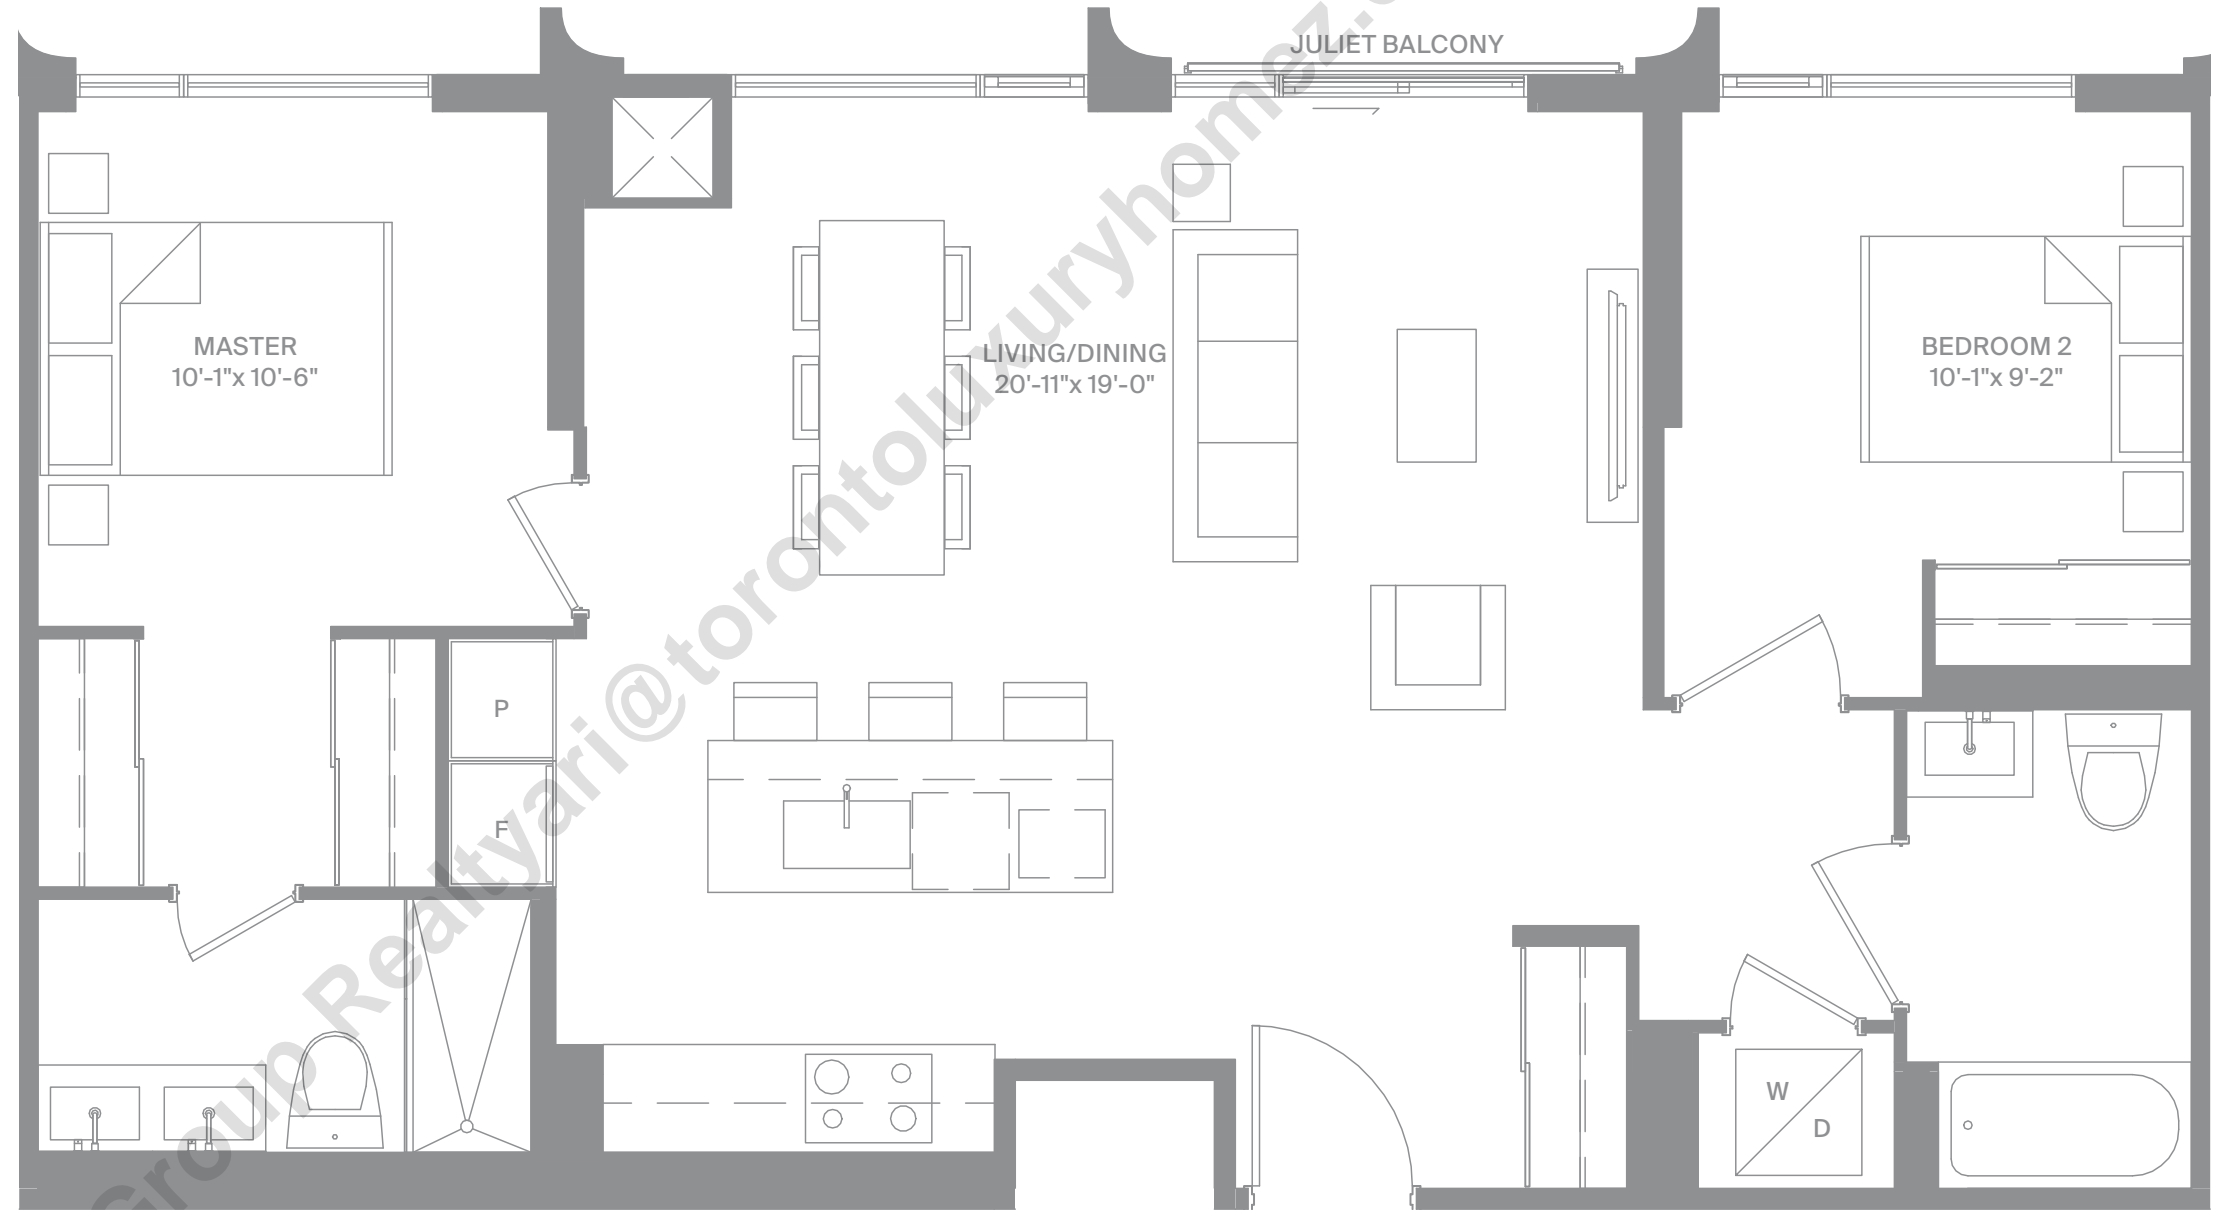 JULIET BALCONY
MASTER
10'-1"x 10'-6"
LIVING/DINING
20'-11"x 19'-0"
BEDROOM 2
10'-1"x 9'-2"
P
F
W
D
Group Realtyari@torontoluxuryhomez.c